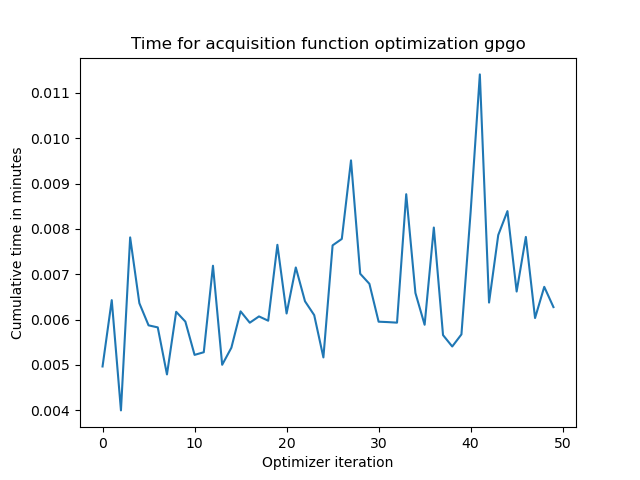 Time for acquisition function optimization gpgo
Cumulative time in minutes
0.011
0.010
0.009
0.008
0.007
0.006
0.005
0.004
0 10 20 30 40 50
Optimizer iteration